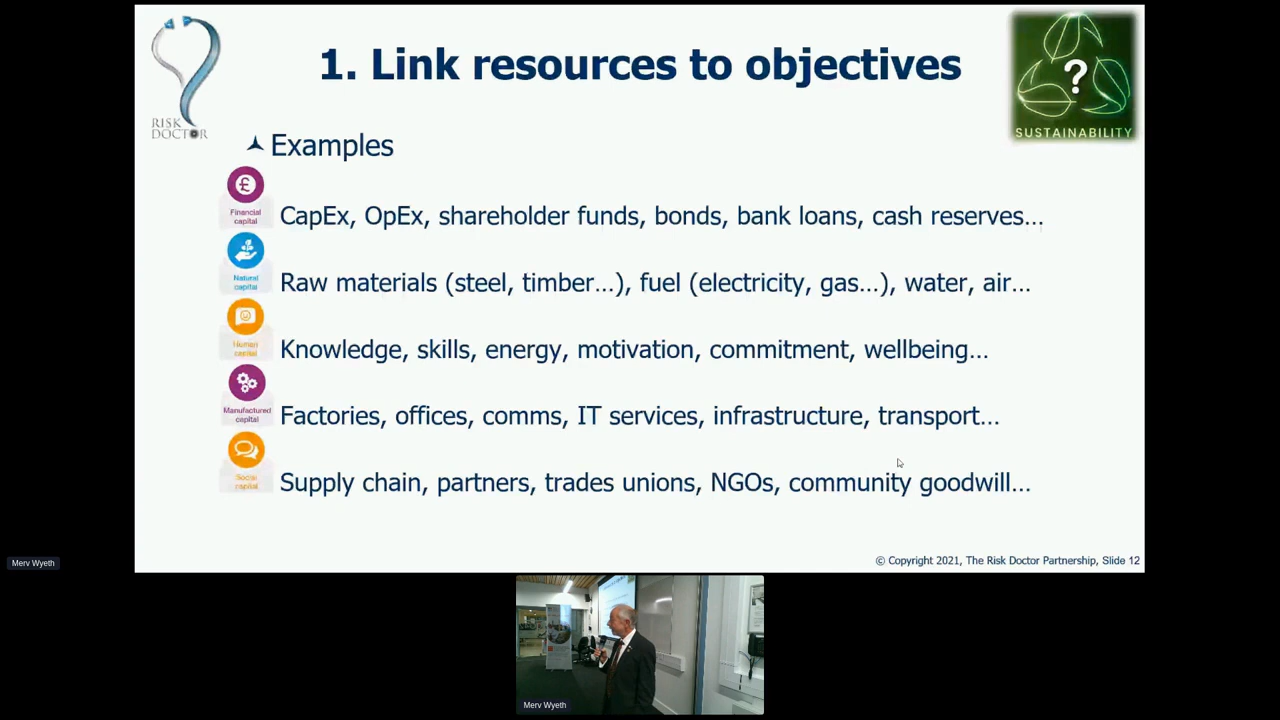 1. Link resources to objectives
RISK
DOCTOR
?
SUSTAINABILITY
Examples
£
Financial
capital
CapEx, OpEx, shareholder funds, bonds, bank loans, cash reserves...
Natural
capital
Raw materials (steel, timber...), fuel (electricity, gas...), water, air...
Human
capital
Knowledge, skills, energy, motivation, commitment, wellbeing...
Manufactured
capital
Factories, offices, comms, IT services, infrastructure, transport...
Social
capital
Supply chain, partners, trades unions, NGOs, community goodwill...
© Copyright 2021, The Risk Doctor Partnership, Slide 12
Merv Wyeth
Merv Wyeth